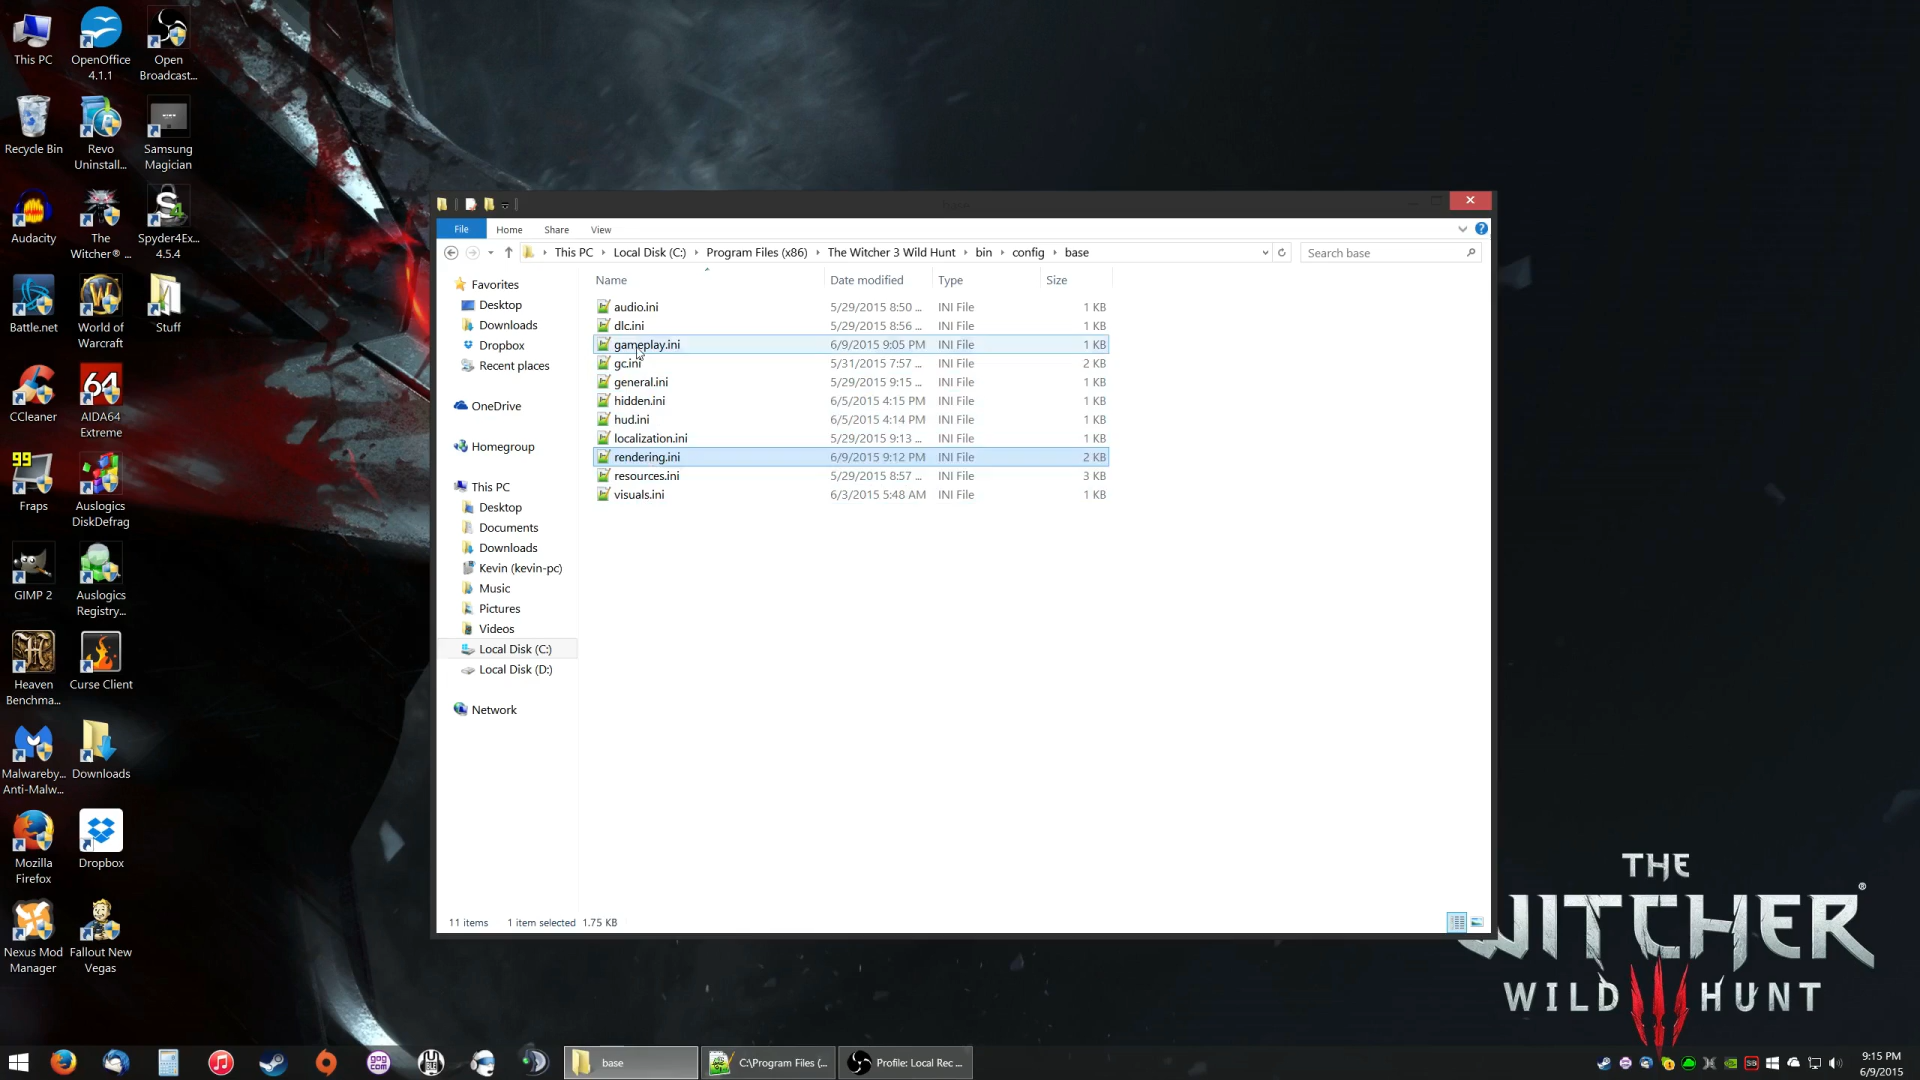 This PC
OpenOffice
4.1.1
Open
Broadcast...
Recycle Bin
Revo
Uninstall...
Samsung
Magician
Audacity
The
Witcher® ...
Spyder4Ex...
4.5.4
Battle.net
World of
Warcraft
Stuff
CCleaner
64
AIDA64
Extreme
99
Fraps
Auslogics
DiskDefrag
GIMP 2
Auslogics
Registry...
Heaven
Benchma...
Curse Client
Malwareby...
Anti-Malw...
Downloads
Mozilla
Firefox
Dropbox
Nexus Mod
Manager
Fallout New
Vegas
base
File Home Share View
This PC Local Disk (C:) Program Files (x86) The Witcher 3 Wild Hunt bin config base
Search base
Favorites
Desktop
Downloads
Dropbox
Recent places
OneDrive
Homegroup
This PC
Desktop
Documents
Downloads
Kevin (kevin-pc)
Music
Pictures
Videos
Local Disk (C:)
Local Disk (D:)
Network
Name Date modified Type Size
audio.ini 5/29/2015 8:50 ... INI File 1 KB
dlc.ini 5/29/2015 8:56 ... INI File 1 KB
gameplay.ini 6/9/2015 9:05 PM INI File 1 KB
gc.ini 5/31/2015 7:57 ... INI File 2 KB
general.ini 5/29/2015 9:15 ... INI File 1 KB
hidden.ini 6/5/2015 4:15 PM INI File 1 KB
hud.ini 6/5/2015 4:14 PM INI File 1 KB
localization.ini 5/29/2015 9:13 ... INI File 1 KB
rendering.ini 6/9/2015 9:12 PM INI File 2 KB
resources.ini 5/29/2015 8:57 ... INI File 3 KB
visuals.ini 6/3/2015 5:48 AM INI File 1 KB
11 items 1 item selected 1.75 KB
THE
WITCHER®
WILD HUNT
gog
com
base
C:\Program Files (...
Profile: Local Rec ...
9:15 PM
6/9/2015